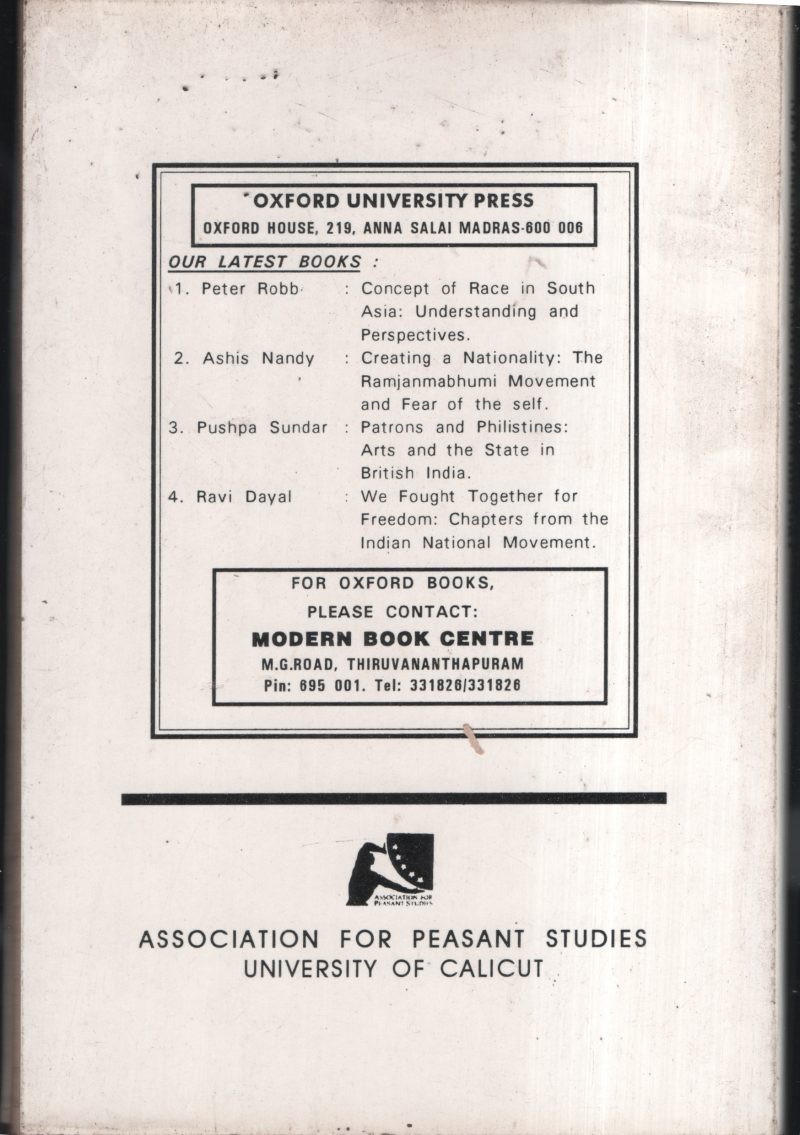 OXFORD UNIVERSITY PRESS
OXFORD HOUSE, 219, ANNA SALAI MADRAS-600 006
OUR LATEST BOOKS :
1. Peter Robb : Concept of Race in South
Asia: Understanding and
Perspectives.
2. Ashis Nandy : Creating a Nationality: The
Ramjanmabhumi Movement
and Fear of the self.
3. Pushpa Sundar : Patrons and Philistines:
Arts and the State in
British India.
4. Ravi Dayal : We Fought Together for
Freedom: Chapters from the
Indian National Movement.
FOR OXFORD BOOKS,
PLEASE CONTACT:
MODERN BOOK CENTRE
M.G.ROAD, THIRUVANANTHAPURAM
Pin: 695 001. Tel: 331826/331826
ASSOCIATION FOR
PEASANT STUDIES
ASSOCIATION FOR PEASANT STUDIES
UNIVERSITY OF CALICUT